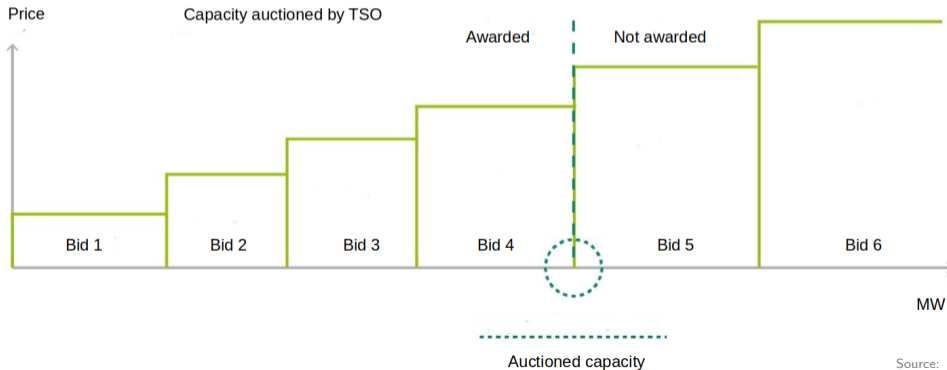 Price
Capacity auctioned by TSO
Awarded
Not awarded
Bid 1
Bid 2
Bid 3
Bid 4
Bid 5
Bid 6
MW
Auctioned capacity
Source: